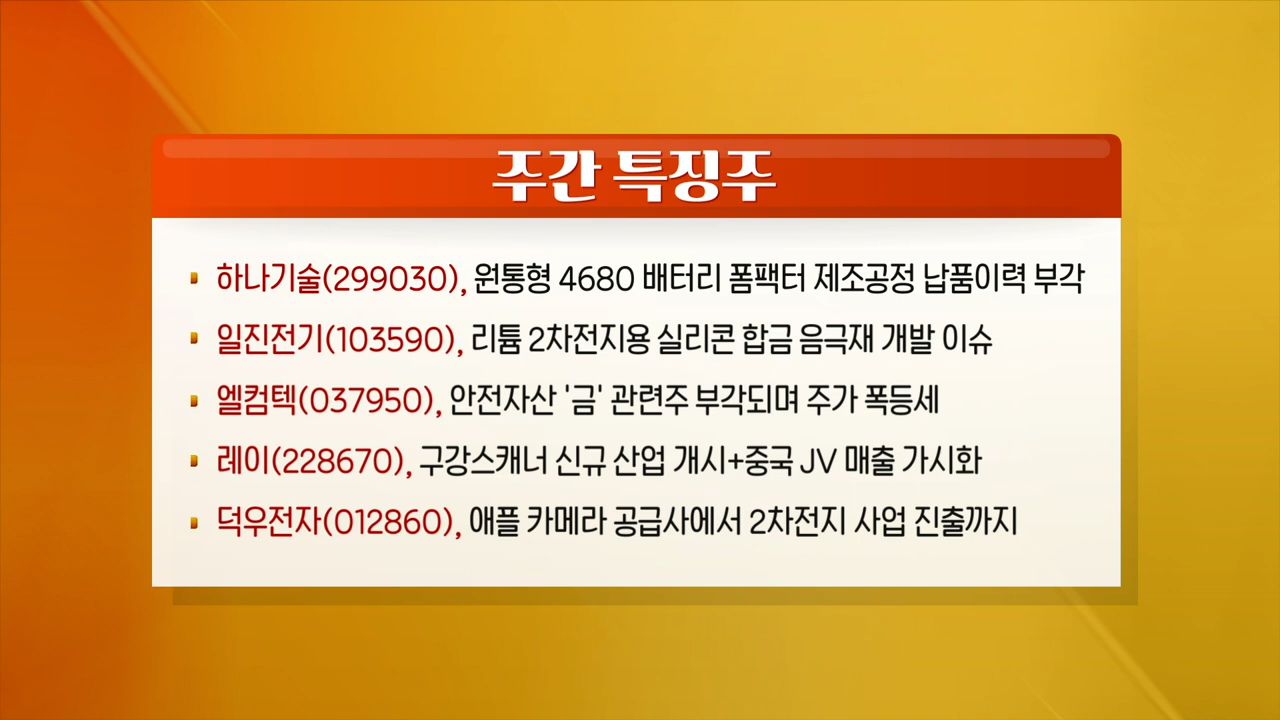 주간 특징주
하나기술(299030), 원통형 4680 배터리 폼팩터 제조공정 납품이력 부각
일진전기(103590), 리튬 2차전지용 실리콘 합금 음극재 개발 이슈
엘컴텍(037950), 안전자산 '금' 관련주 부각되며 주가 폭등세
레이(228670), 구강스캐너 신규 산업 개시+중국 JV 매출 가시화
덕우전자(012860), 애플 카메라 공급사에서 2차전지 사업 진출까지